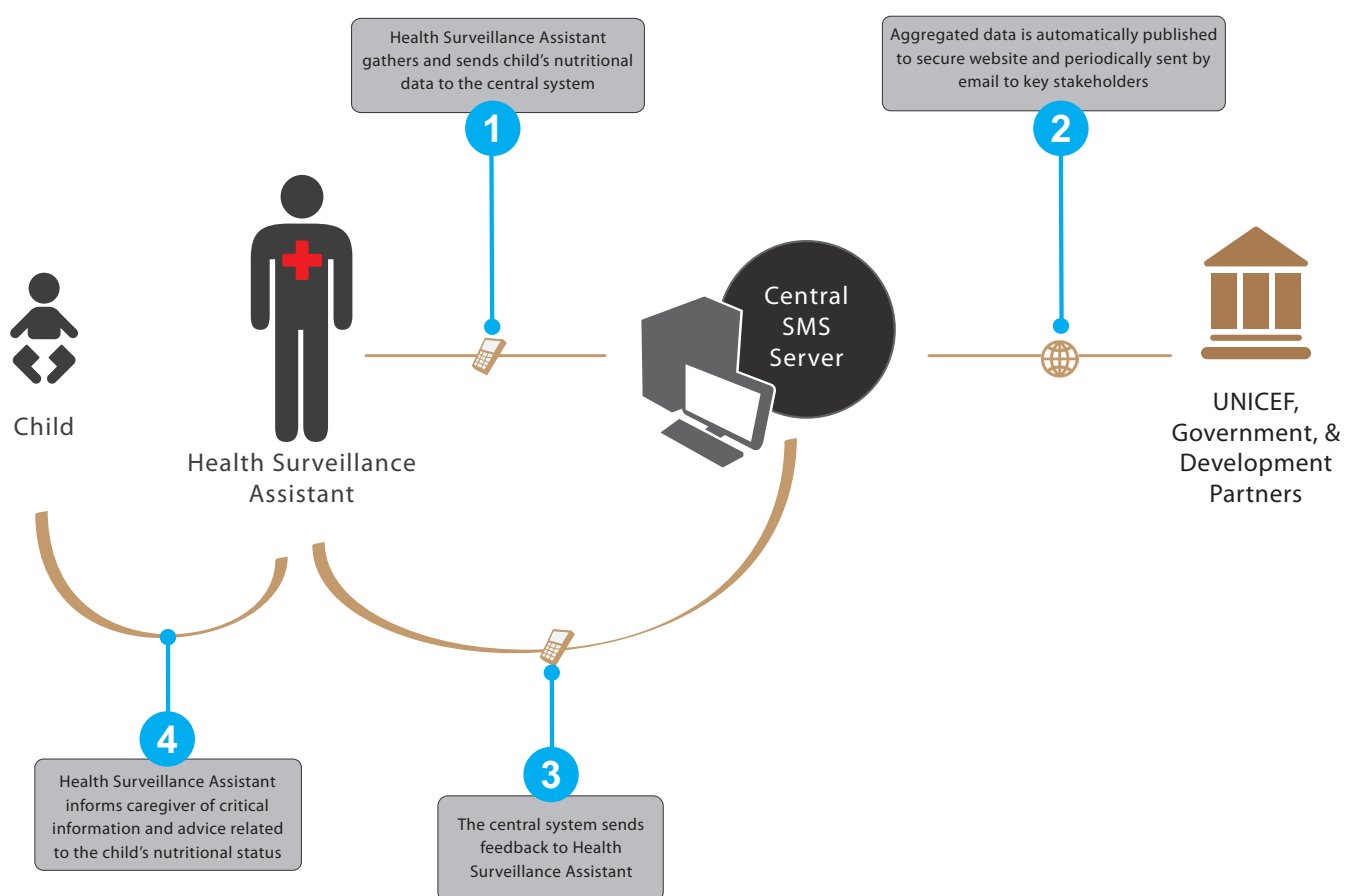 Health Surveillance Assistant
gathers and sends child's nutritional
data to the central system
1
Aggregated data is automatically published
to secure website and periodically sent by
email to key stakeholders
2
Child
Health Surveillance
Assistant
Central
SMS
Server
UNICEF,
Government, &
Development
Partners
4
Health Surveillance Assistant
informs caregiver of critical
information and advice related
to the child's nutritional status
3
The central system sends
feedback to Health
Surveillance Assistant